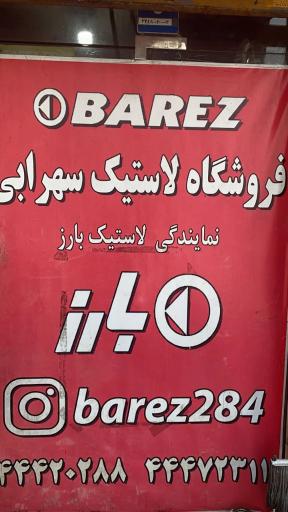 BAREZ
فروشگاه لاستیک سهرابی
نمایندگی لاستیک بارز
بارز
barez284
۴۴۴۲۰۲۸۸ ۴۴۴۷۲۳۱۱